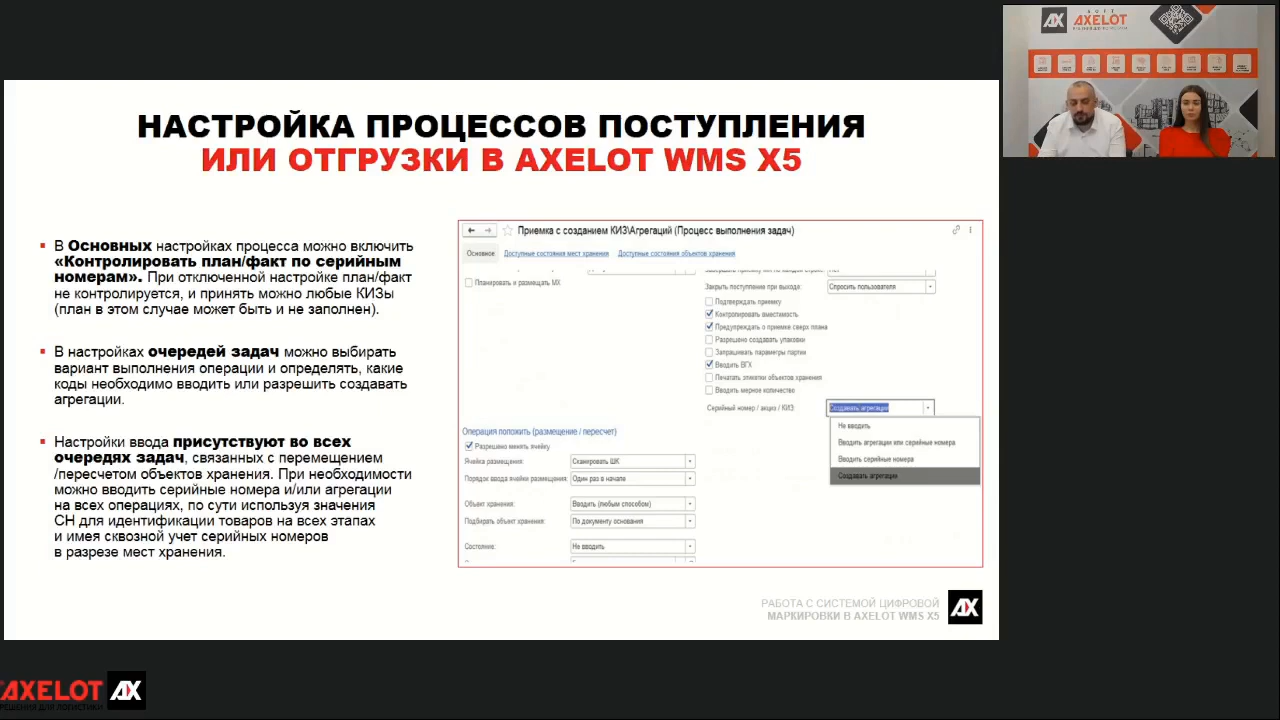 AXELOT
НАСТРОЙКА ПРОЦЕССОВ ПОСТУПЛЕНИЯ
ИЛИ ОТГРУЗКИ В AXELOT WMS X5
В Основных настройках процесса можно включить
«Контролировать план/факт по серийным
номерам». При отключенной настройке план/факт
не контролируется, и принять можно любые КИЗы
(план в этом случае может быть и не заполнен).
В настройках очередей задач можно выбирать
вариант выполнения операции и определять, какие
коды необходимо вводить или разрешить создавать
агрегации.
Настройки ввода присутствуют во всех
очередях задач, связанных с перемещением
/пересчетом объектов хранения. При необходимости
можно вводить серийные номера и/или агрегации
на всех операциях, по сути используя значения
СН для идентификации товаров на всех этапах
и имея сквозной учет серийных номеров
в разрезе мест хранения.
Приемка с созданием КИЗ\Агрегаций (Процесс выполнения задач)
Основное Доступные состояния мест хранения Доступные состояния объектов хранения
Планировать и размещать МХ
Закрыть поступление при выходе: Спросить пользователя
Подтверждать приемку
Контролировать вместимость
Предупреждать о приемке сверх плана
Разрешено создавать упаковки
Запрашивать параметры партии
Вводить ВГХ
Печатать этикетки объектов хранения
Вводить мерное количество
Серийный номер / акциз / КИЗ: Создавать агрегации
Не вводить
Вводить агрегации или серийные номера
Вводить серийные номера
Создавать агрегации
Операция положить (размещение / пересчет)
Разрешено менять ячейку
Ячейка размещения: Сканировать ШК
Порядок ввода ячейки размещения: Один раз в начале
Объект хранения: Вводить (любым способом)
Подбирать объект хранения: По документу основания
Состояние: Не вводить
РАБОТА С СИСТЕМОЙ ЦИФРОВОЙ
МАРКИРОВКИ В AXELOT WMS X5
AX
AXELOT AX
РЕШЕНИЯ ДЛЯ ЛОГИСТИКИ